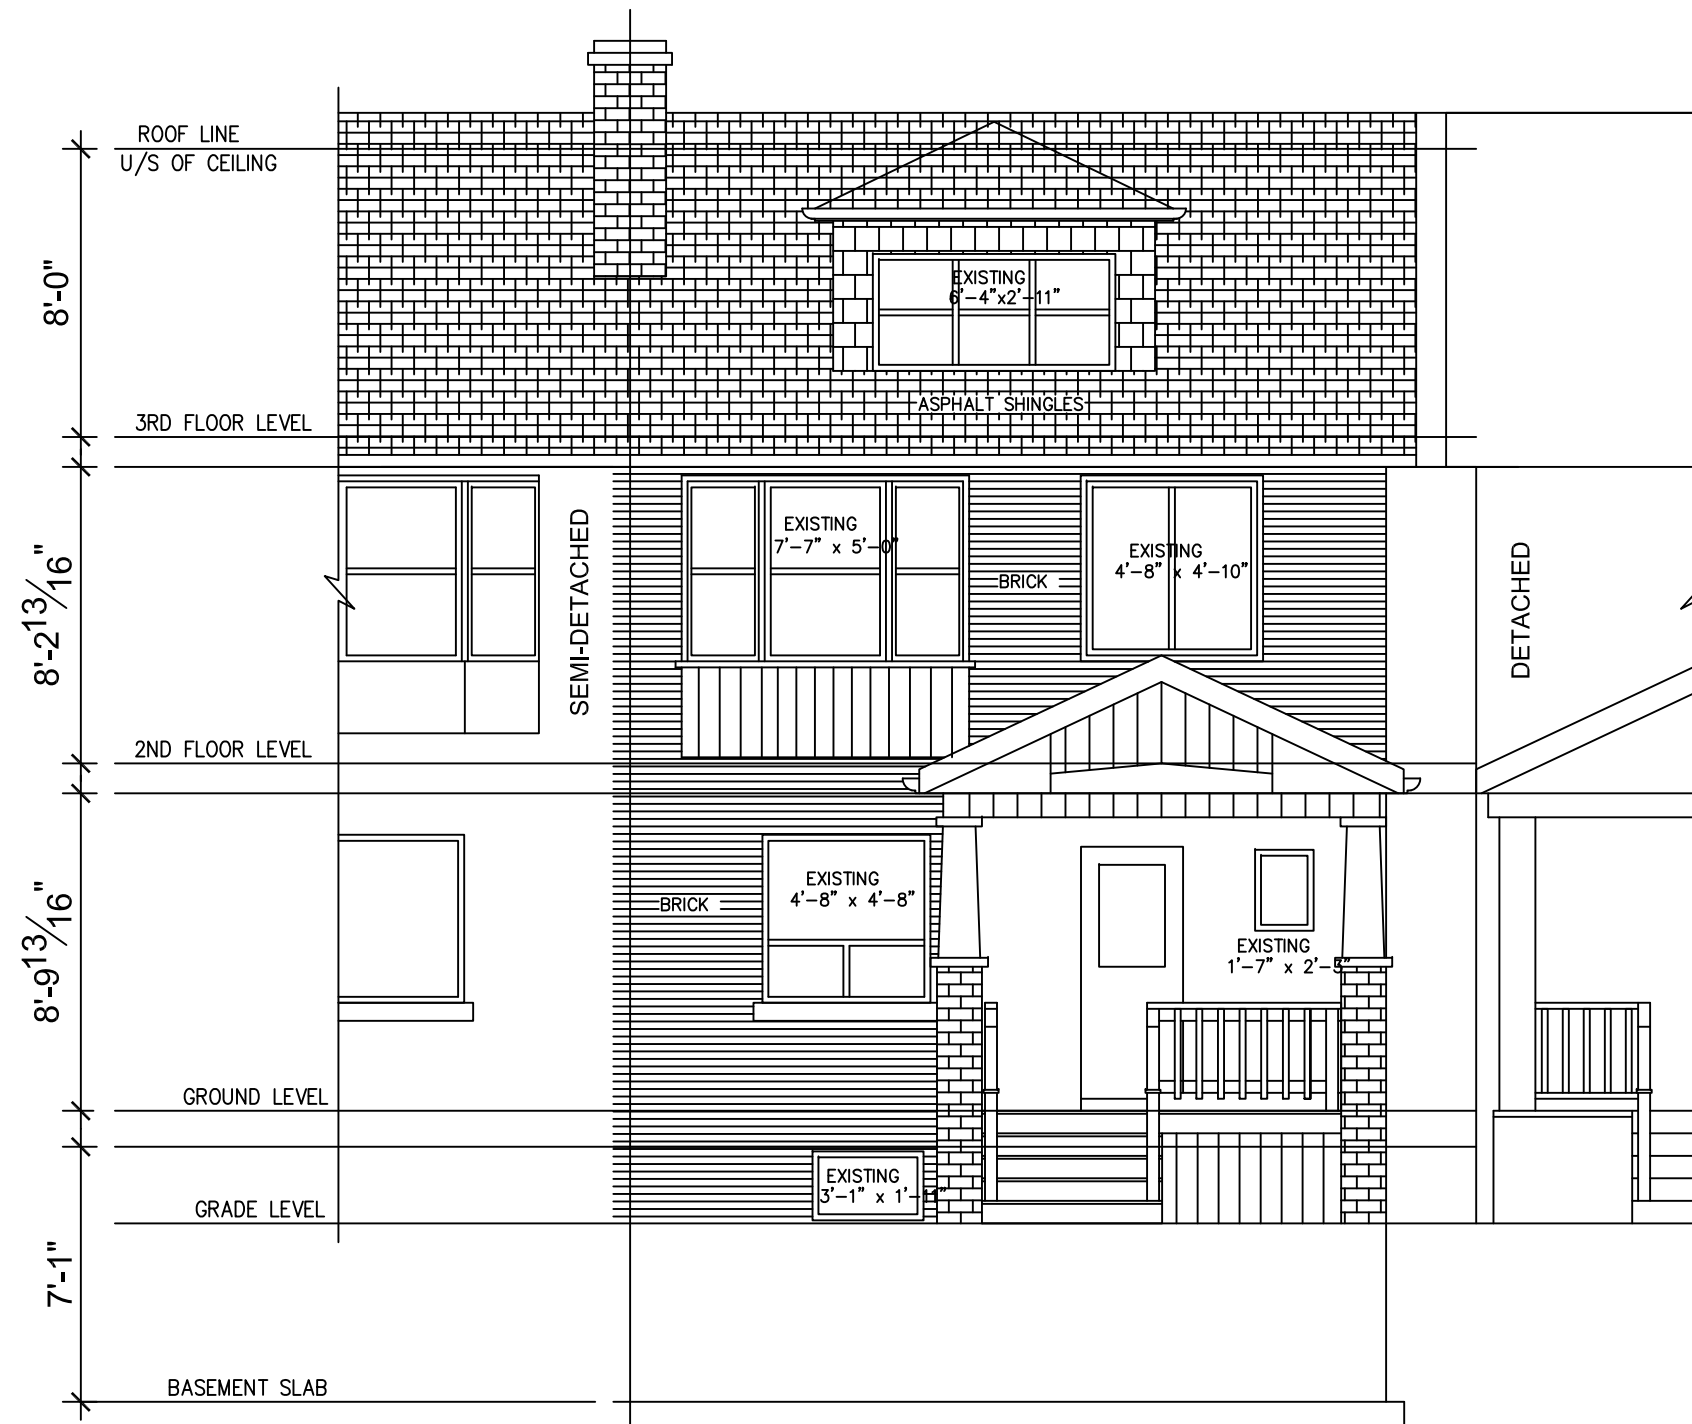 ROOF LINE
U/S OF CEILING
8'-0"
EXISTING
6'-4"x2'-11"
ASPHALT SHINGLES
3RD FLOOR LEVEL
8'-2 13/16"
SEMI-DETACHED
EXISTING
7'-7" x 5'-0"
BRICK
EXISTING
4'-8" x 4'-10"
DETACHED
2ND FLOOR LEVEL
8'-9 13/16"
BRICK
EXISTING
4'-8" x 4'-8"
EXISTING
1'-7" x 2'-3"
GROUND LEVEL
EXISTING
3'-1" x 1'-11"
GRADE LEVEL
7'-1"
BASEMENT SLAB